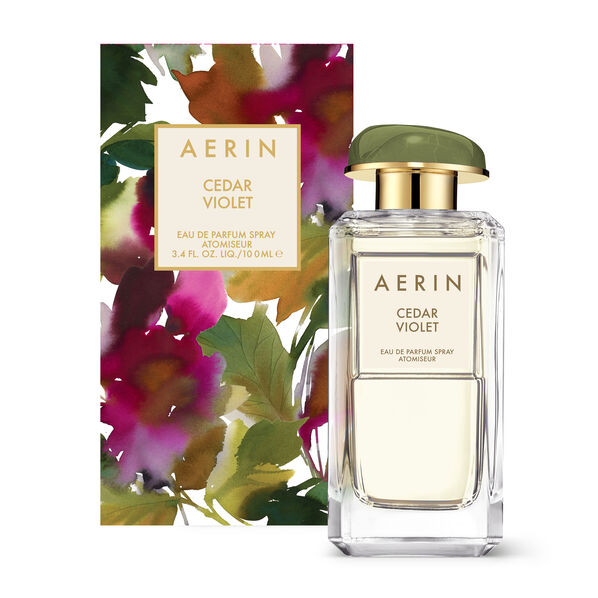 AERIN
CEDAR
VIOLET
EAU DE PARFUM SPRAY
ATOMISEUR
3.4 FL. OZ. LIQ./100 ML ℮
AERIN
CEDAR
VIOLET
EAU DE PARFUM SPRAY
ATOMISEUR